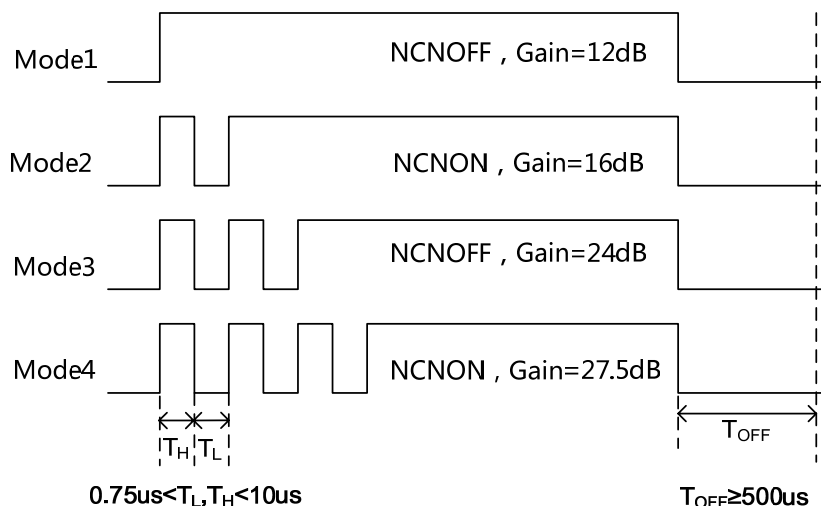 Mode1
NCNOFF , Gain=12dB
Mode2
NCNON , Gain=16dB
Mode3
NCNOFF , Gain=24dB
Mode4
NCNON , Gain=27.5dB
TH TL
TOFF
0.75us<TL,TH<10us
TOFF≥500us